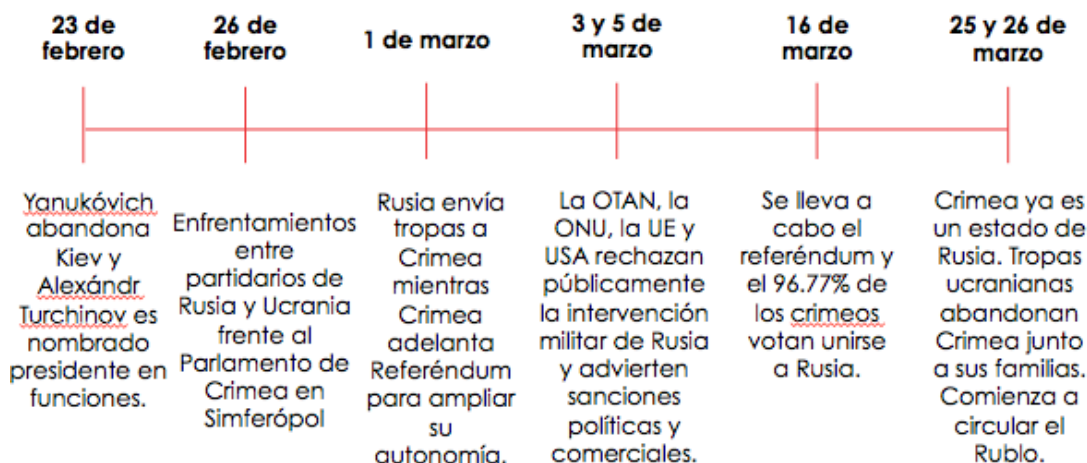 23 de
febrero
26 de
febrero
1 de marzo
3 y 5 de
marzo
16 de
marzo
25 y 26 de
marzo
Yanukóvich
abandona
Kiev y
Alexándr
Turchinov es
nombrado
presidente en
funciones.
Enfrentamientos
entre
partidarios de
Rusia y Ucrania
frente al
Parlamento de
Crimea en
Simferópol
Rusia envía
tropas a
Crimea
mientras
Crimea
adelanta
Referéndum
para ampliar
su
autonomía.
La OTAN, la
ONU, la UE y
USA rechazan
públicamente
la intervención
militar de Rusia
y advierten
sanciones
políticas y
comerciales.
Se lleva a
cabo el
referéndum y
el 96.77% de
los crimeos
votan unirse
a Rusia.
Crimea ya es
un estado de
Rusia. Tropas
ucranianas
abandonan
Crimea junto
a sus familias.
Comienza a
circular el
Rublo.